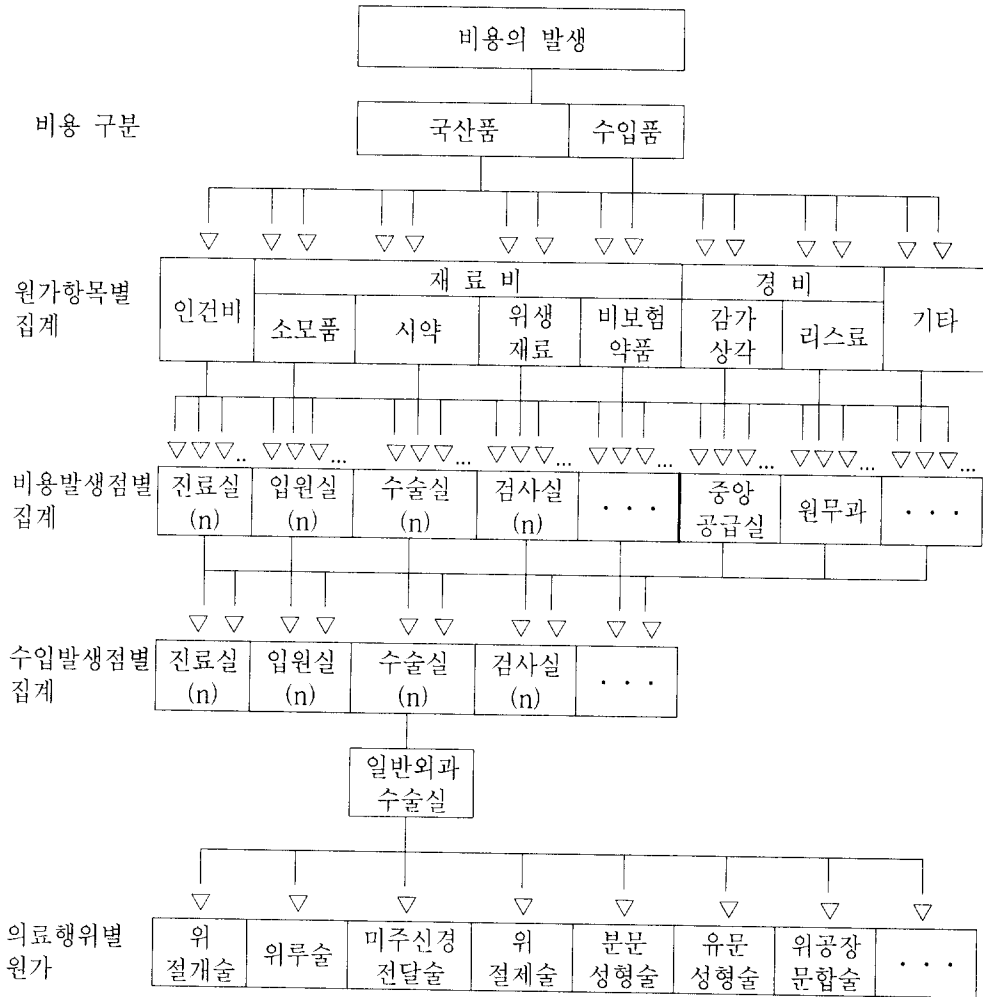 비용의 발생
비용 구분
국산품 수입품
원가항목별
집계
인건비
재 료 비
소모품
시약
위생
재료
비보험
약품
경 비
감가
상각
리스료
기타
비용발생점별
집계
진료실
(n)
입원실
(n)
수술실
(n)
검사실
(n)
· · ·
중앙
공급실
원무과
· · ·
수입발생점별
집계
진료실
(n)
입원실
(n)
수술실
(n)
검사실
(n)
· · ·
일반외과
수술실
의료행위별
원가
위
절개술
위루술
미주신경
전달술
위
절제술
분문
성형술
유문
성형술
위공장
문합술
· · ·